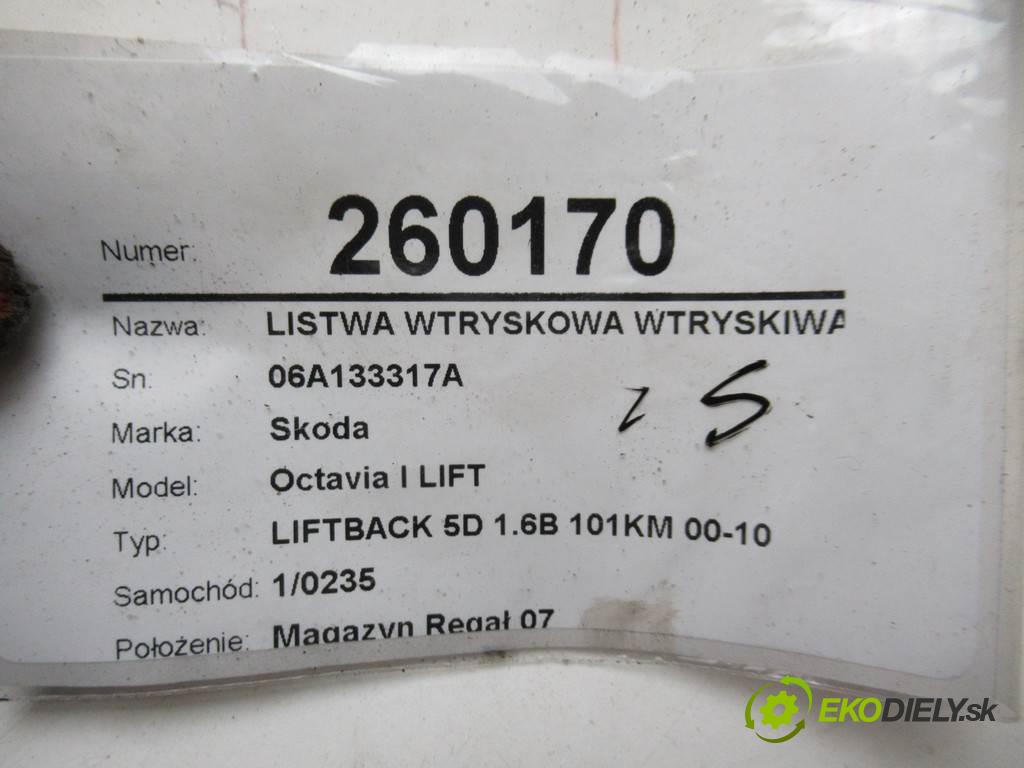 Numer: 260170
Nazwa: LISTWA WTRYSKOWA WTRYSKIWA
Sn: 06A133317A
Marka: Skoda
Model: Octavia I LIFT
Typ: LIFTBACK 5D 1.6B 101KM 00-10
Samochód: 1/0235
Położenie: Magazyn Regał 07
EKODIELY.sk